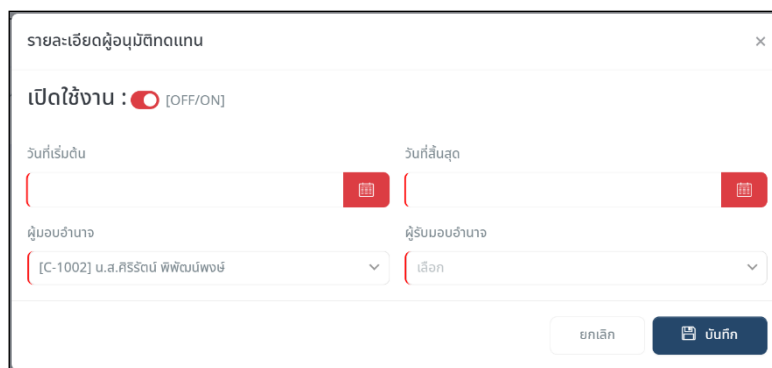 รายละเอียดผู้อนุมัติทดแทน ×
เปิดใช้งาน : [OFF/ON]
วันที่เริ่มต้น วันที่สิ้นสุด
ผู้มอบอำนาจ ผู้รับมอบอำนาจ
[C-1002] น.ส.ศิริรัตน์ พิพัฒน์พงษ์ เลือก
ยกเลิก บันทึก